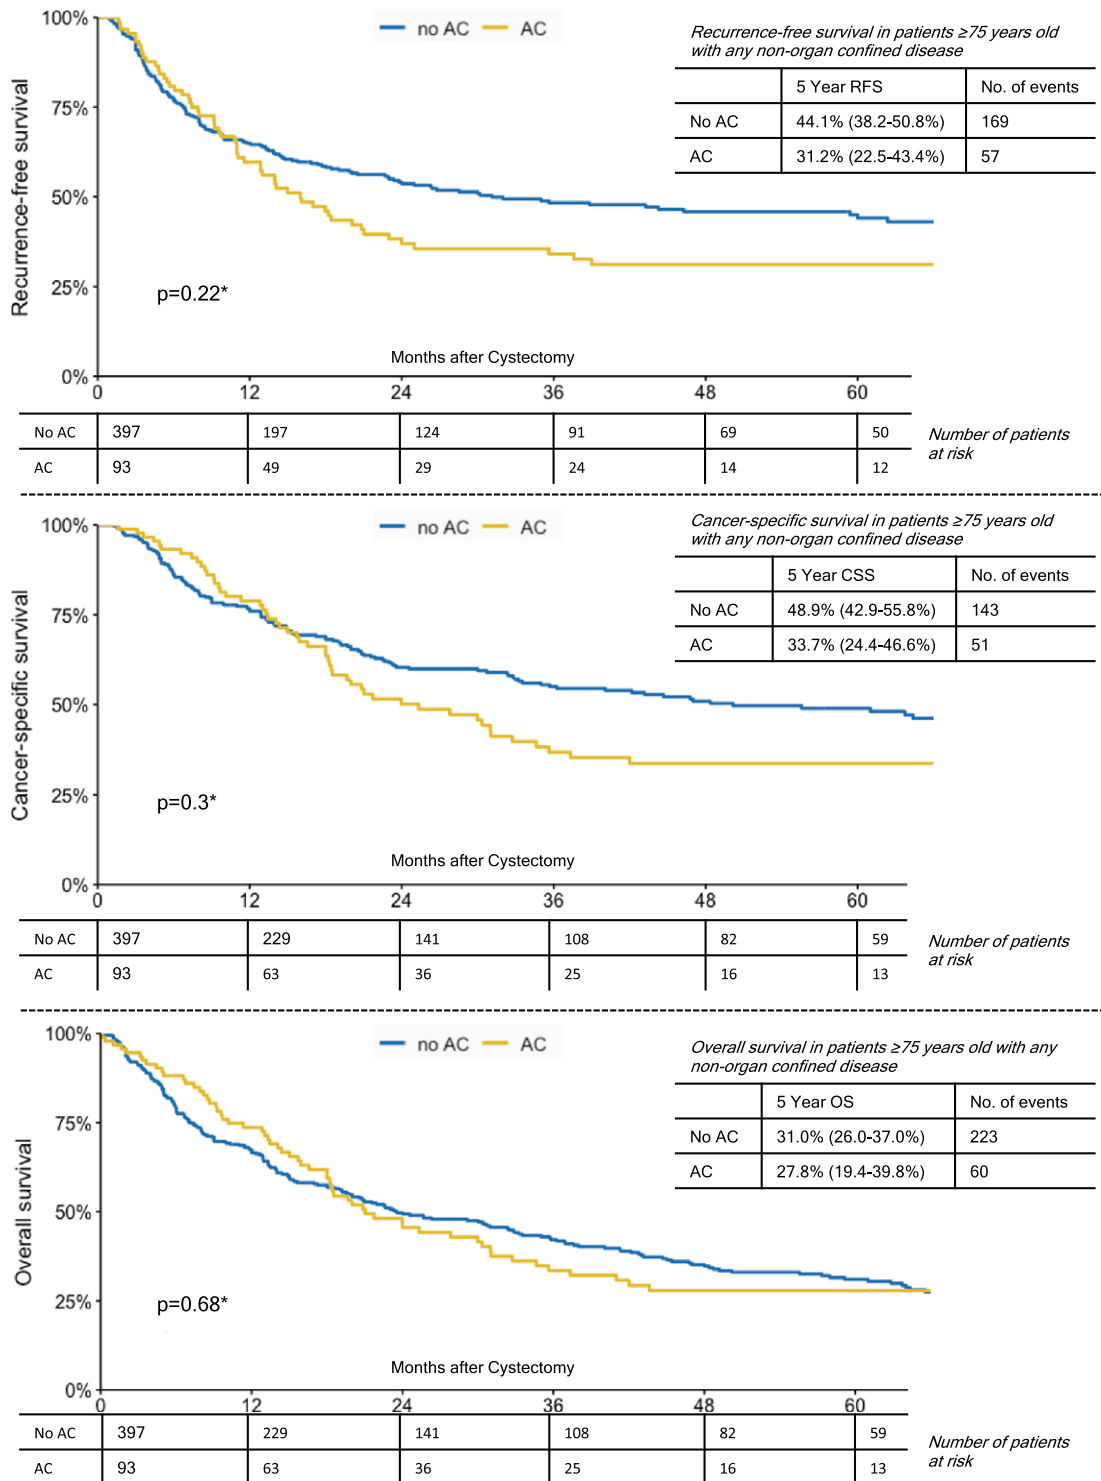 100%
75%
50%
25%
0%
Recurrence-free survival
no AC AC
Recurrence-free survival in patients ≥75 years old
with any non-organ confined disease
5 Year RFS No. of events
No AC 44.1% (38.2-50.8%) 169
AC 31.2% (22.5-43.4%) 57
p=0.22*
Months after Cystectomy
0 12 24 36 48 60
No AC 397 197 124 91 69 50
AC 93 49 29 24 14 12
Number of patients
at risk
100%
75%
50%
25%
0%
Cancer-specific survival
no AC AC
Cancer-specific survival in patients ≥75 years old
with any non-organ confined disease
5 Year CSS No. of events
No AC 48.9% (42.9-55.8%) 143
AC 33.7% (24.4-46.6%) 51
p=0.3*
Months after Cystectomy
0 12 24 36 48 60
No AC 397 229 141 108 82 59
AC 93 63 36 25 16 13
Number of patients
at risk
100%
75%
50%
25%
0%
Overall survival
no AC AC
Overall survival in patients ≥75 years old with any
non-organ confined disease
5 Year OS No. of events
No AC 31.0% (26.0-37.0%) 223
AC 27.8% (19.4-39.8%) 60
p=0.68*
Months after Cystectomy
0 12 24 36 48 60
No AC 397 229 141 108 82 59
AC 93 63 36 25 16 13
Number of patients
at risk